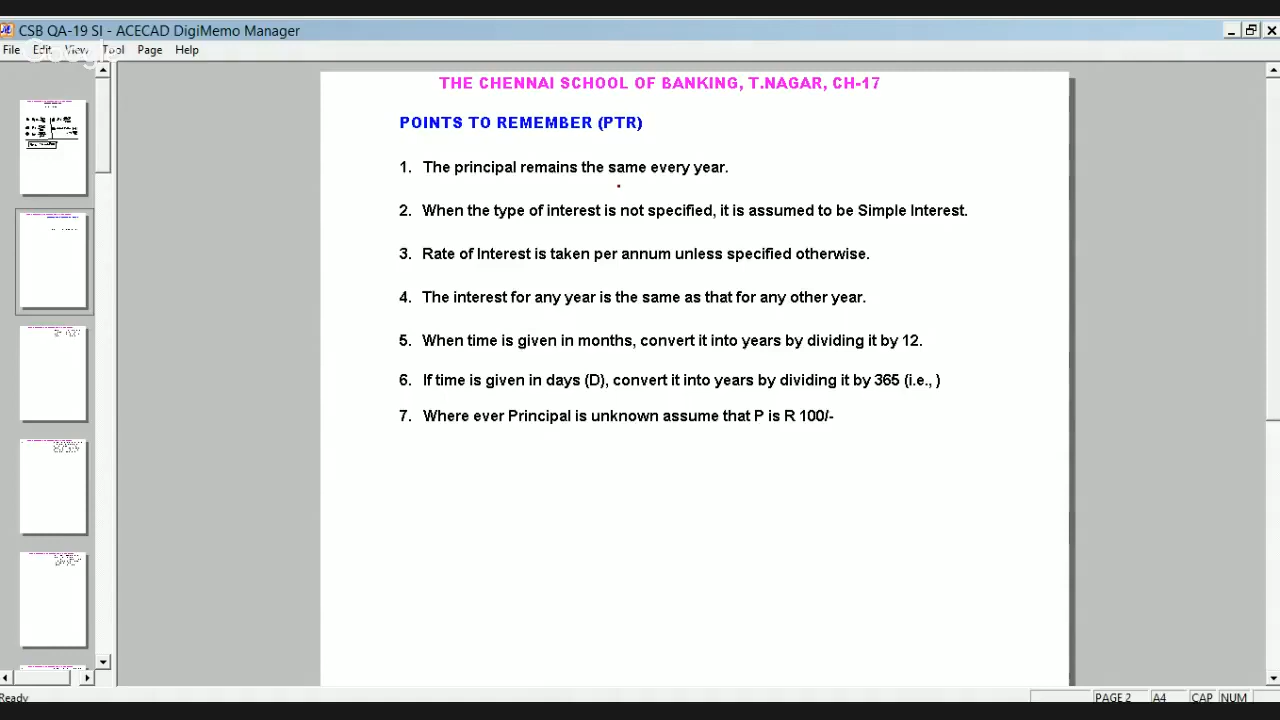 CSB QA-19 SI - ACECAD DigiMemo Manager
File Edit View Tool Page Help
Google
THE CHENNAI SCHOOL OF BANKING, T.NAGAR, CH-17
POINTS TO REMEMBER (PTR)
1. The principal remains the same every year.
2. When the type of interest is not specified, it is assumed to be Simple Interest.
3. Rate of Interest is taken per annum unless specified otherwise.
4. The interest for any year is the same as that for any other year.
5. When time is given in months, convert it into years by dividing it by 12.
6. If time is given in days (D), convert it into years by dividing it by 365 (i.e., )
7. Where ever Principal is unknown assume that P is R 100/-
Ready PAGE 2 A4 CAP NUM